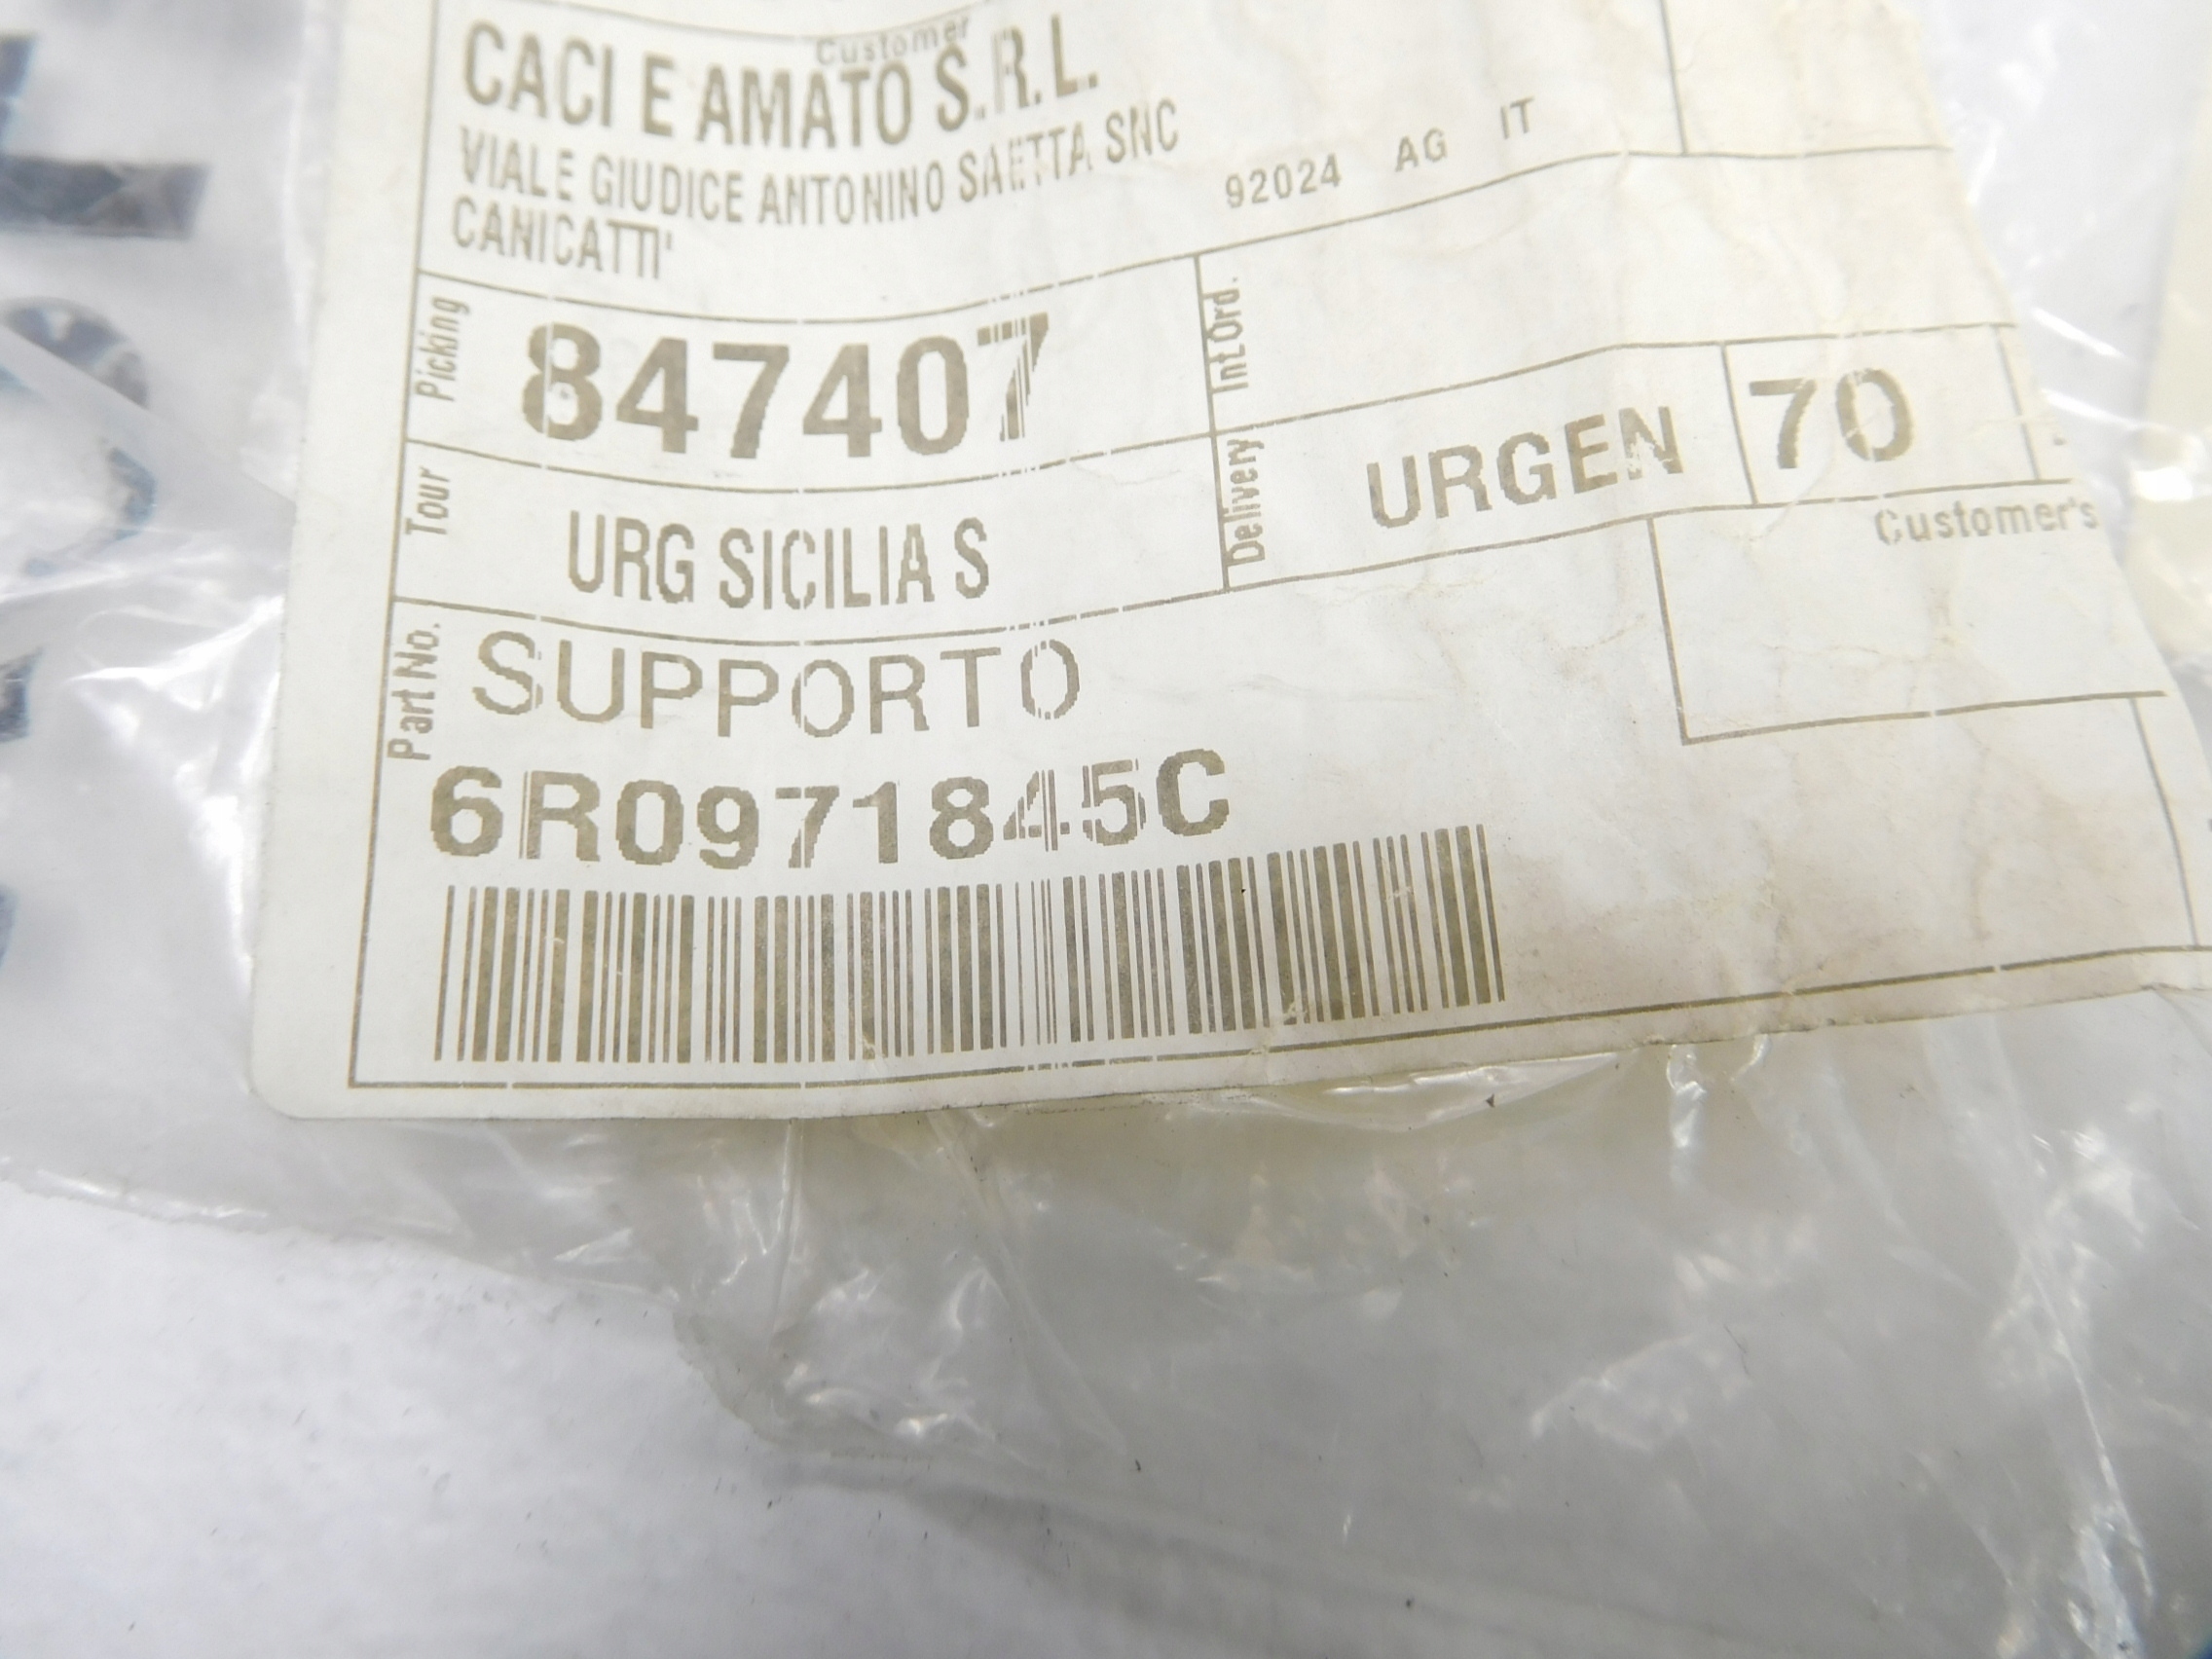 Customer
CACI E AMATO S.R.L.
VIALE GIUDICE ANTONINO SAETTA SNC
CANICATTI'
92024 AG IT
Picking
847407
Int.Ord.
Tour
URG SICILIA S
Delivery
URGEN
70
Customer's
Part No.
SUPPORTO
6R0971845C